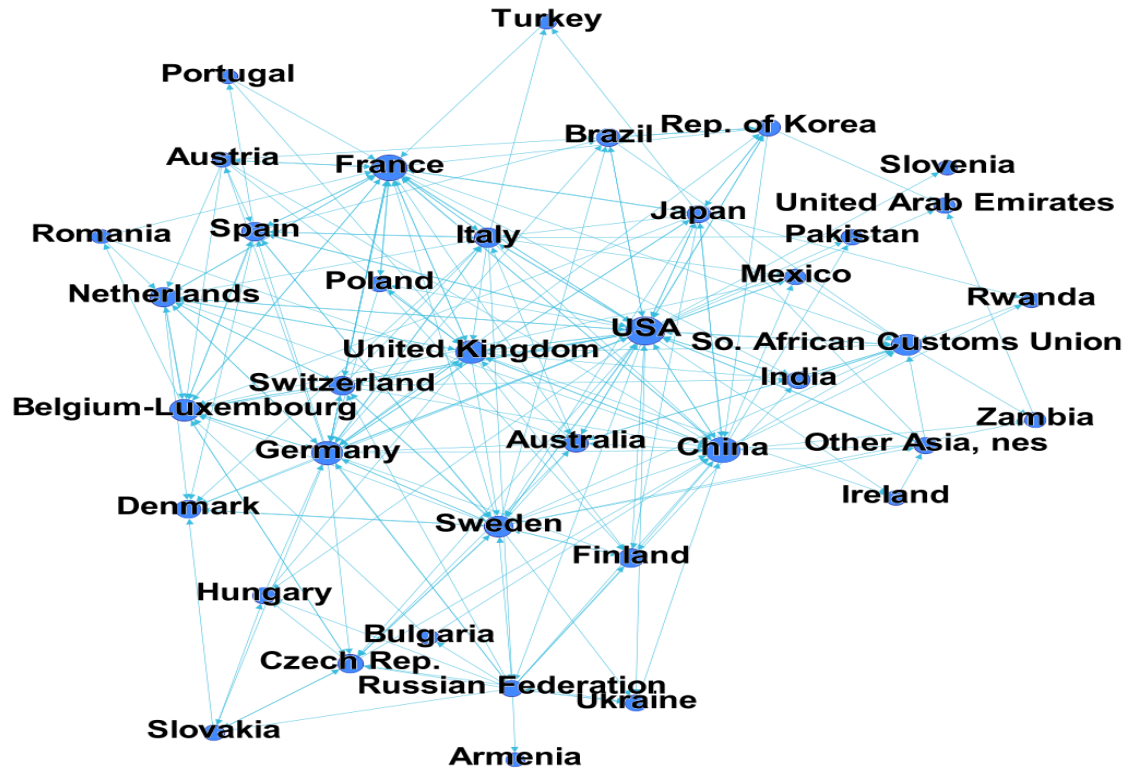 Turkey
Portugal
Brazil
Rep. of Korea
Austria
France
Slovenia
United Arab Emirates
Japan
Romania
Spain
Italy
Pakistan
Poland
Mexico
Netherlands
Rwanda
USA
So. African Customs Union
United Kingdom
Switzerland
India
Belgium-Luxembourg
Zambia
Germany
Australia
China
Other Asia, nes
Ireland
Denmark
Sweden
Finland
Hungary
Bulgaria
Czech Rep.
Russian Federation
Ukraine
Slovakia
Armenia